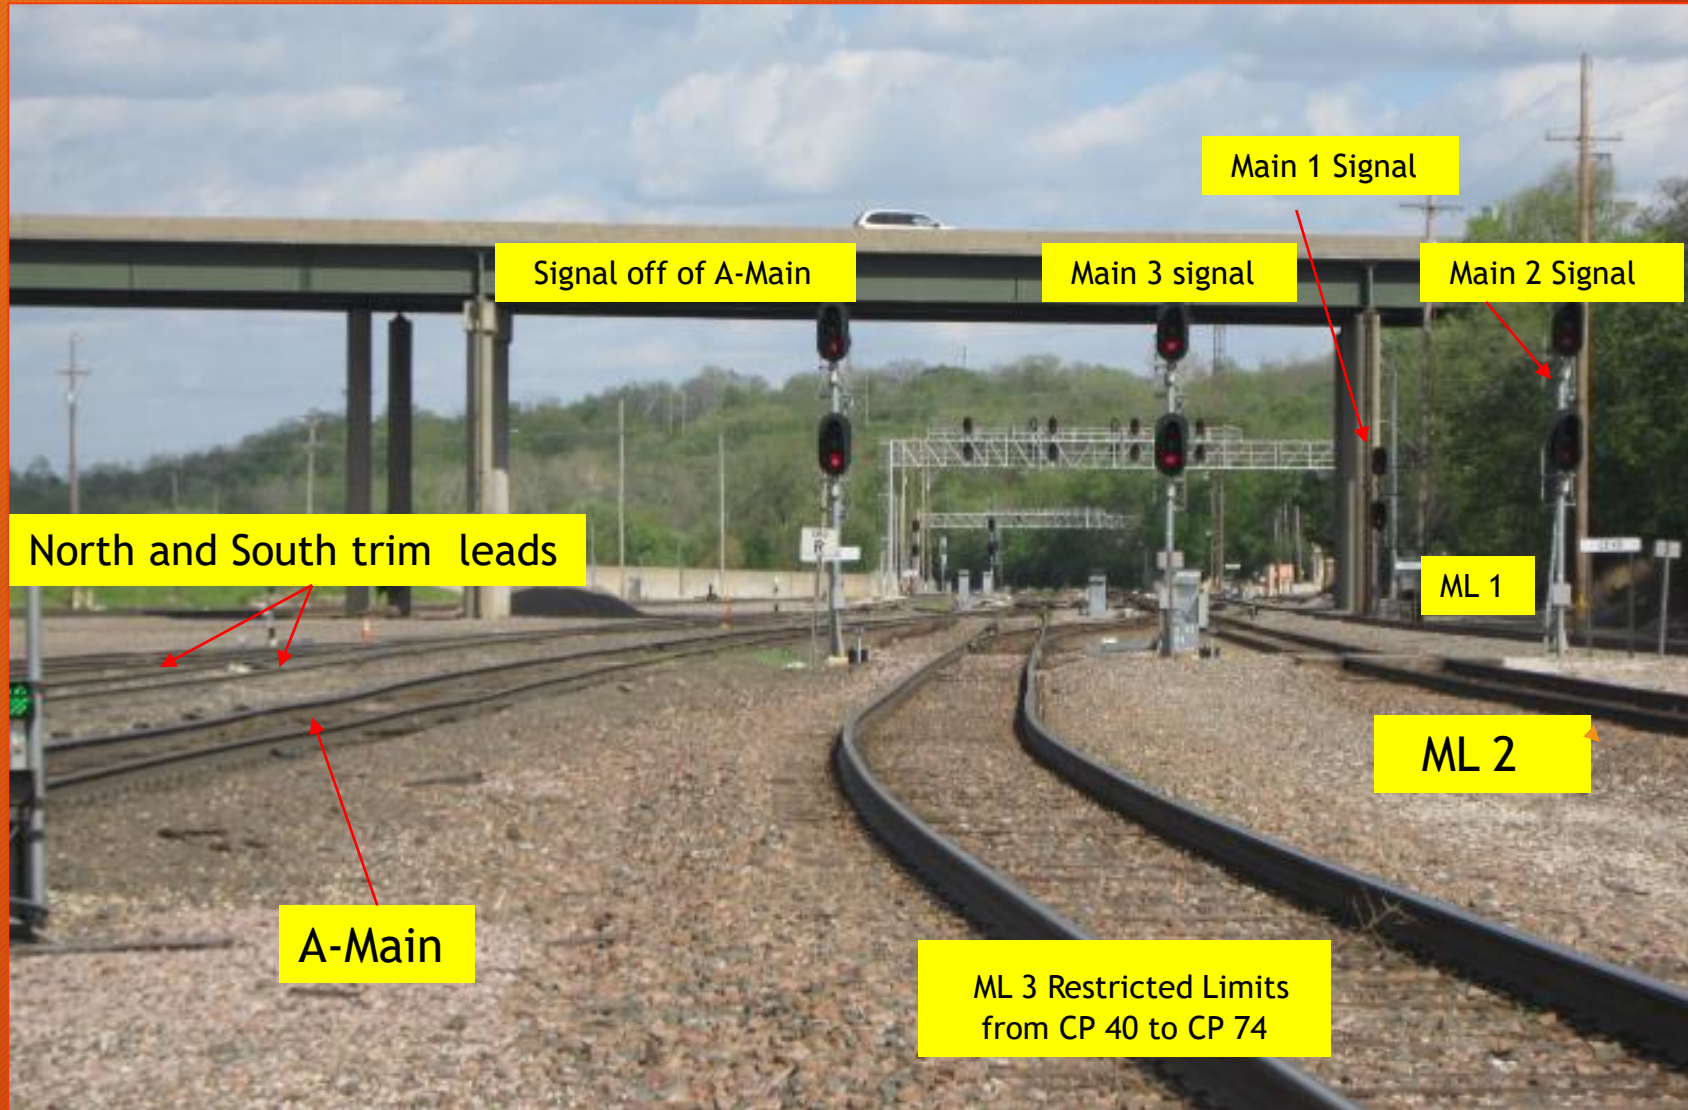 Main 1 Signal
Signal off of A-Main
Main 3 signal
Main 2 Signal
North and South trim  leads
R
ML 1
ML 2
A-Main
ML 3 Restricted Limits
from CP 40 to CP 74